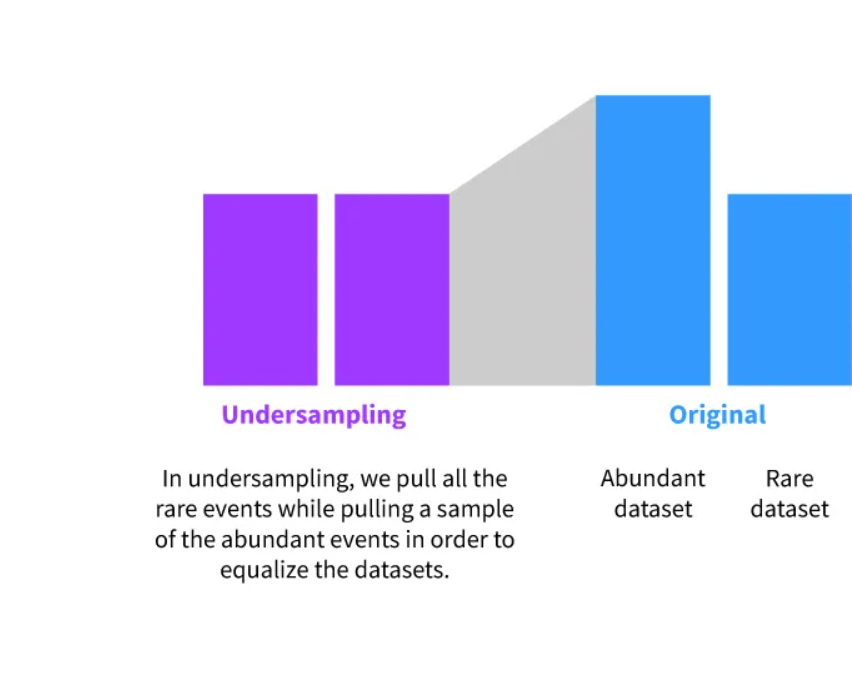 Undersampling
In undersampling, we pull all the
rare events while pulling a sample
of the abundant events in order to
equalize the datasets.
Original
Abundant
dataset
Rare
dataset